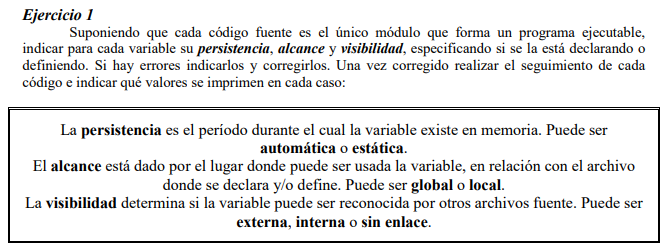 Ejercicio 1
Suponiendo que cada código fuente es el único módulo que forma un programa ejecutable,
indicar para cada variable su persistencia, alcance y visibilidad, especificando si se la está declarando o
definiendo. Si hay errores indicarlos y corregirlos. Una vez corregido realizar el seguimiento de cada
código e indicar qué valores se imprimen en cada caso:
La persistencia es el período durante el cual la variable existe en memoria. Puede ser
automática o estática.
El alcance está dado por el lugar donde puede ser usada la variable, en relación con el archivo
donde se declara y/o define. Puede ser global o local.
La visibilidad determina si la variable puede ser reconocida por otros archivos fuente. Puede ser
externa, interna o sin enlace.